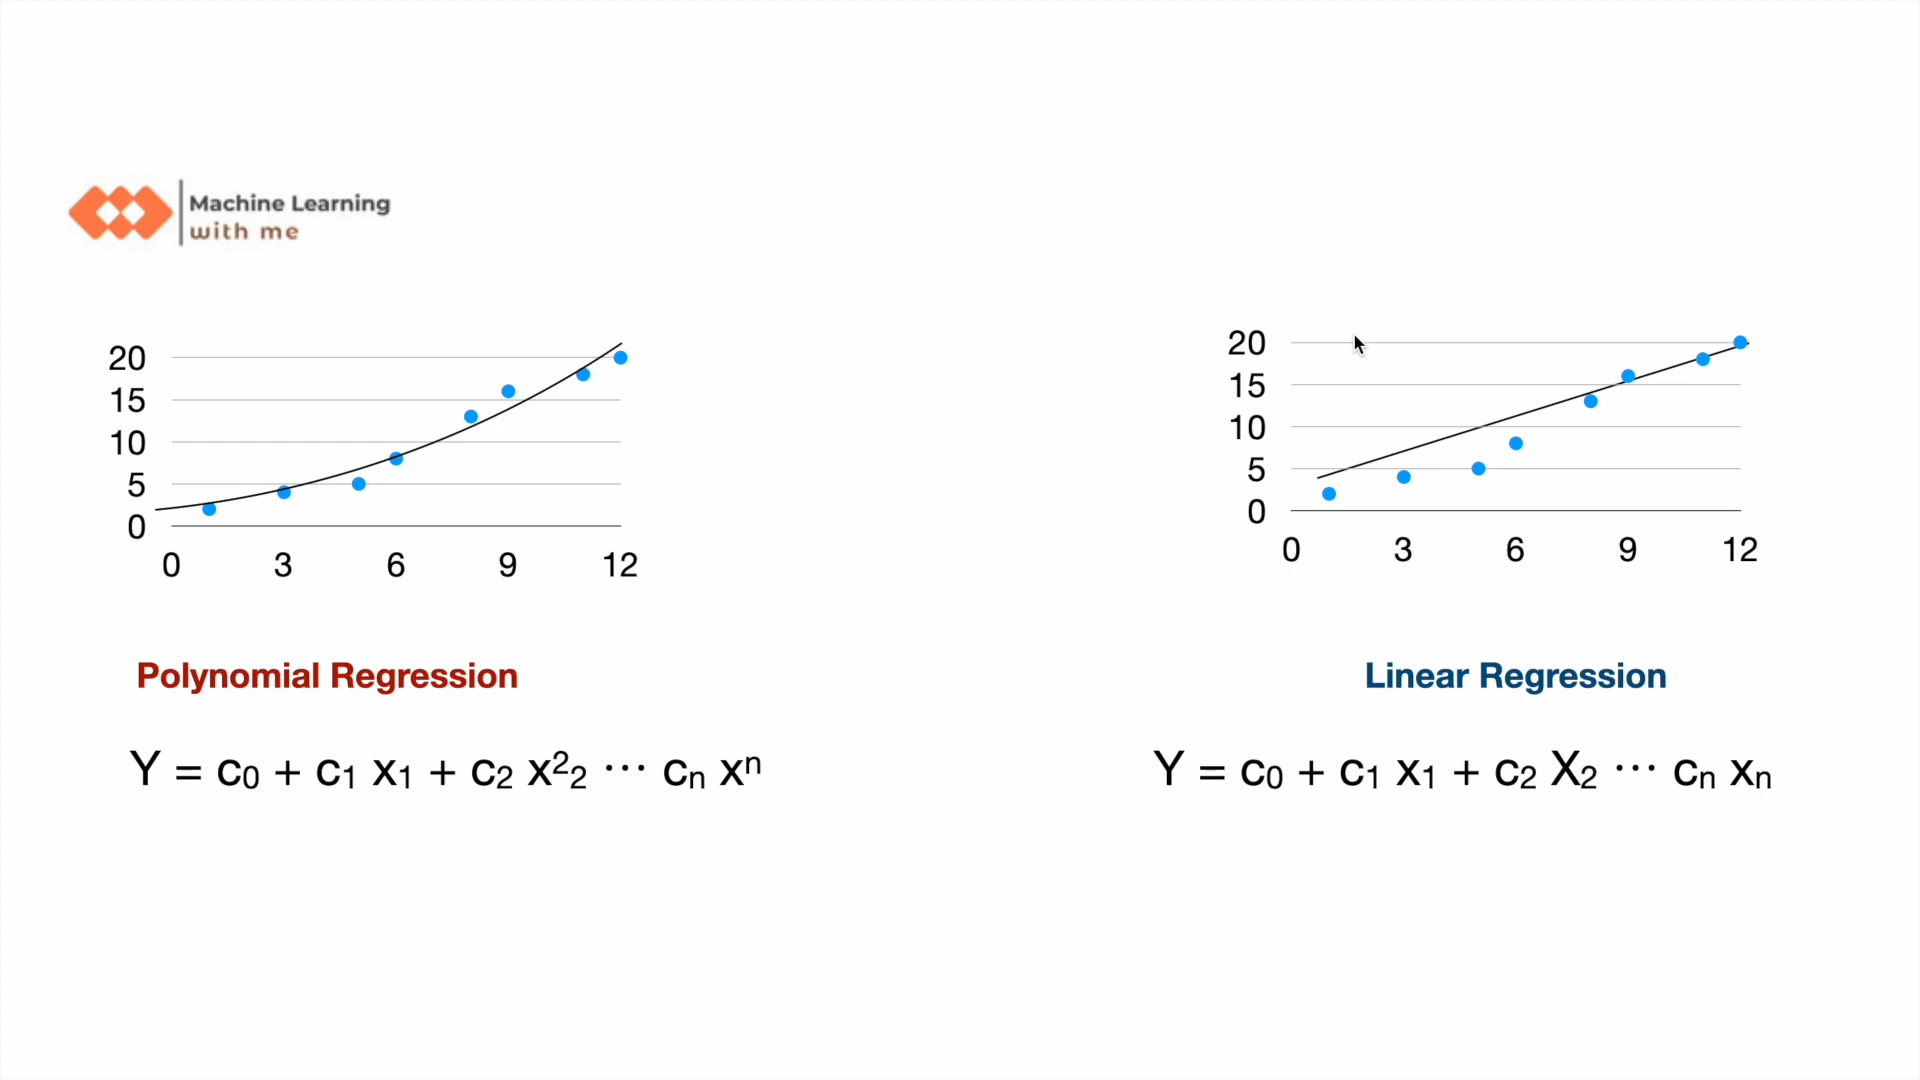 Machine Learning
with me
20
15
10
5
0
0 3 6 9 12
Polynomial Regression
Y = c₀ + c₁ x₁ + c₂ x²₂ ··· cₙ xⁿ
20
15
10
5
0
0 3 6 9 12
Linear Regression
Y = c₀ + c₁ x₁ + c₂ X₂ ··· cₙ xₙ